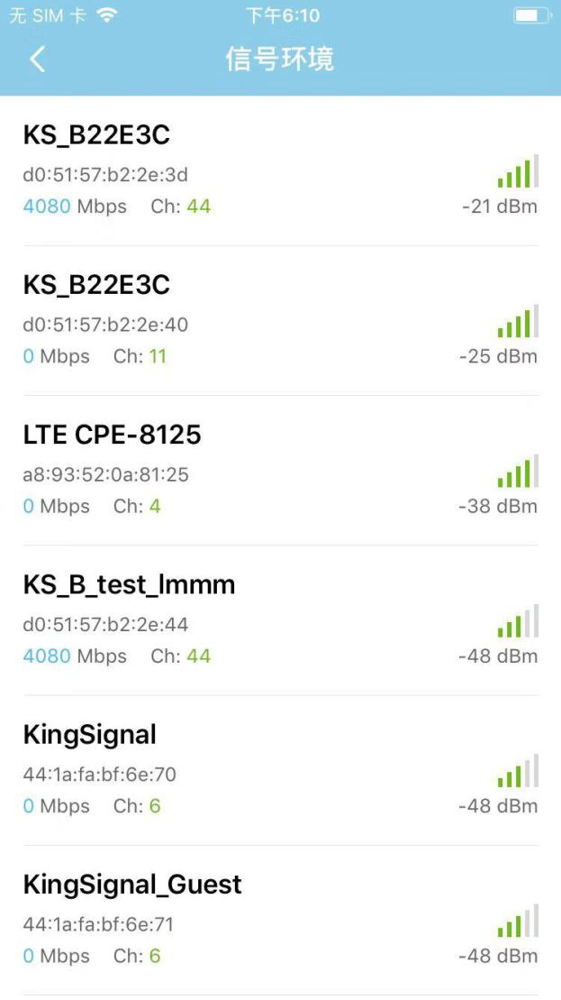 无 SIM 卡 下午6:10
信号环境
KS_B22E3C
d0:51:57:b2:2e:3d
4080 Mbps Ch: 44 -21 dBm
KS_B22E3C
d0:51:57:b2:2e:40
0 Mbps Ch: 11 -25 dBm
LTE CPE-8125
a8:93:52:0a:81:25
0 Mbps Ch: 4 -38 dBm
KS_B_test_lmmm
d0:51:57:b2:2e:44
4080 Mbps Ch: 44 -48 dBm
KingSignal
44:1a:fa:bf:6e:70
0 Mbps Ch: 6 -48 dBm
KingSignal_Guest
44:1a:fa:bf:6e:71
0 Mbps Ch: 6 -48 dBm